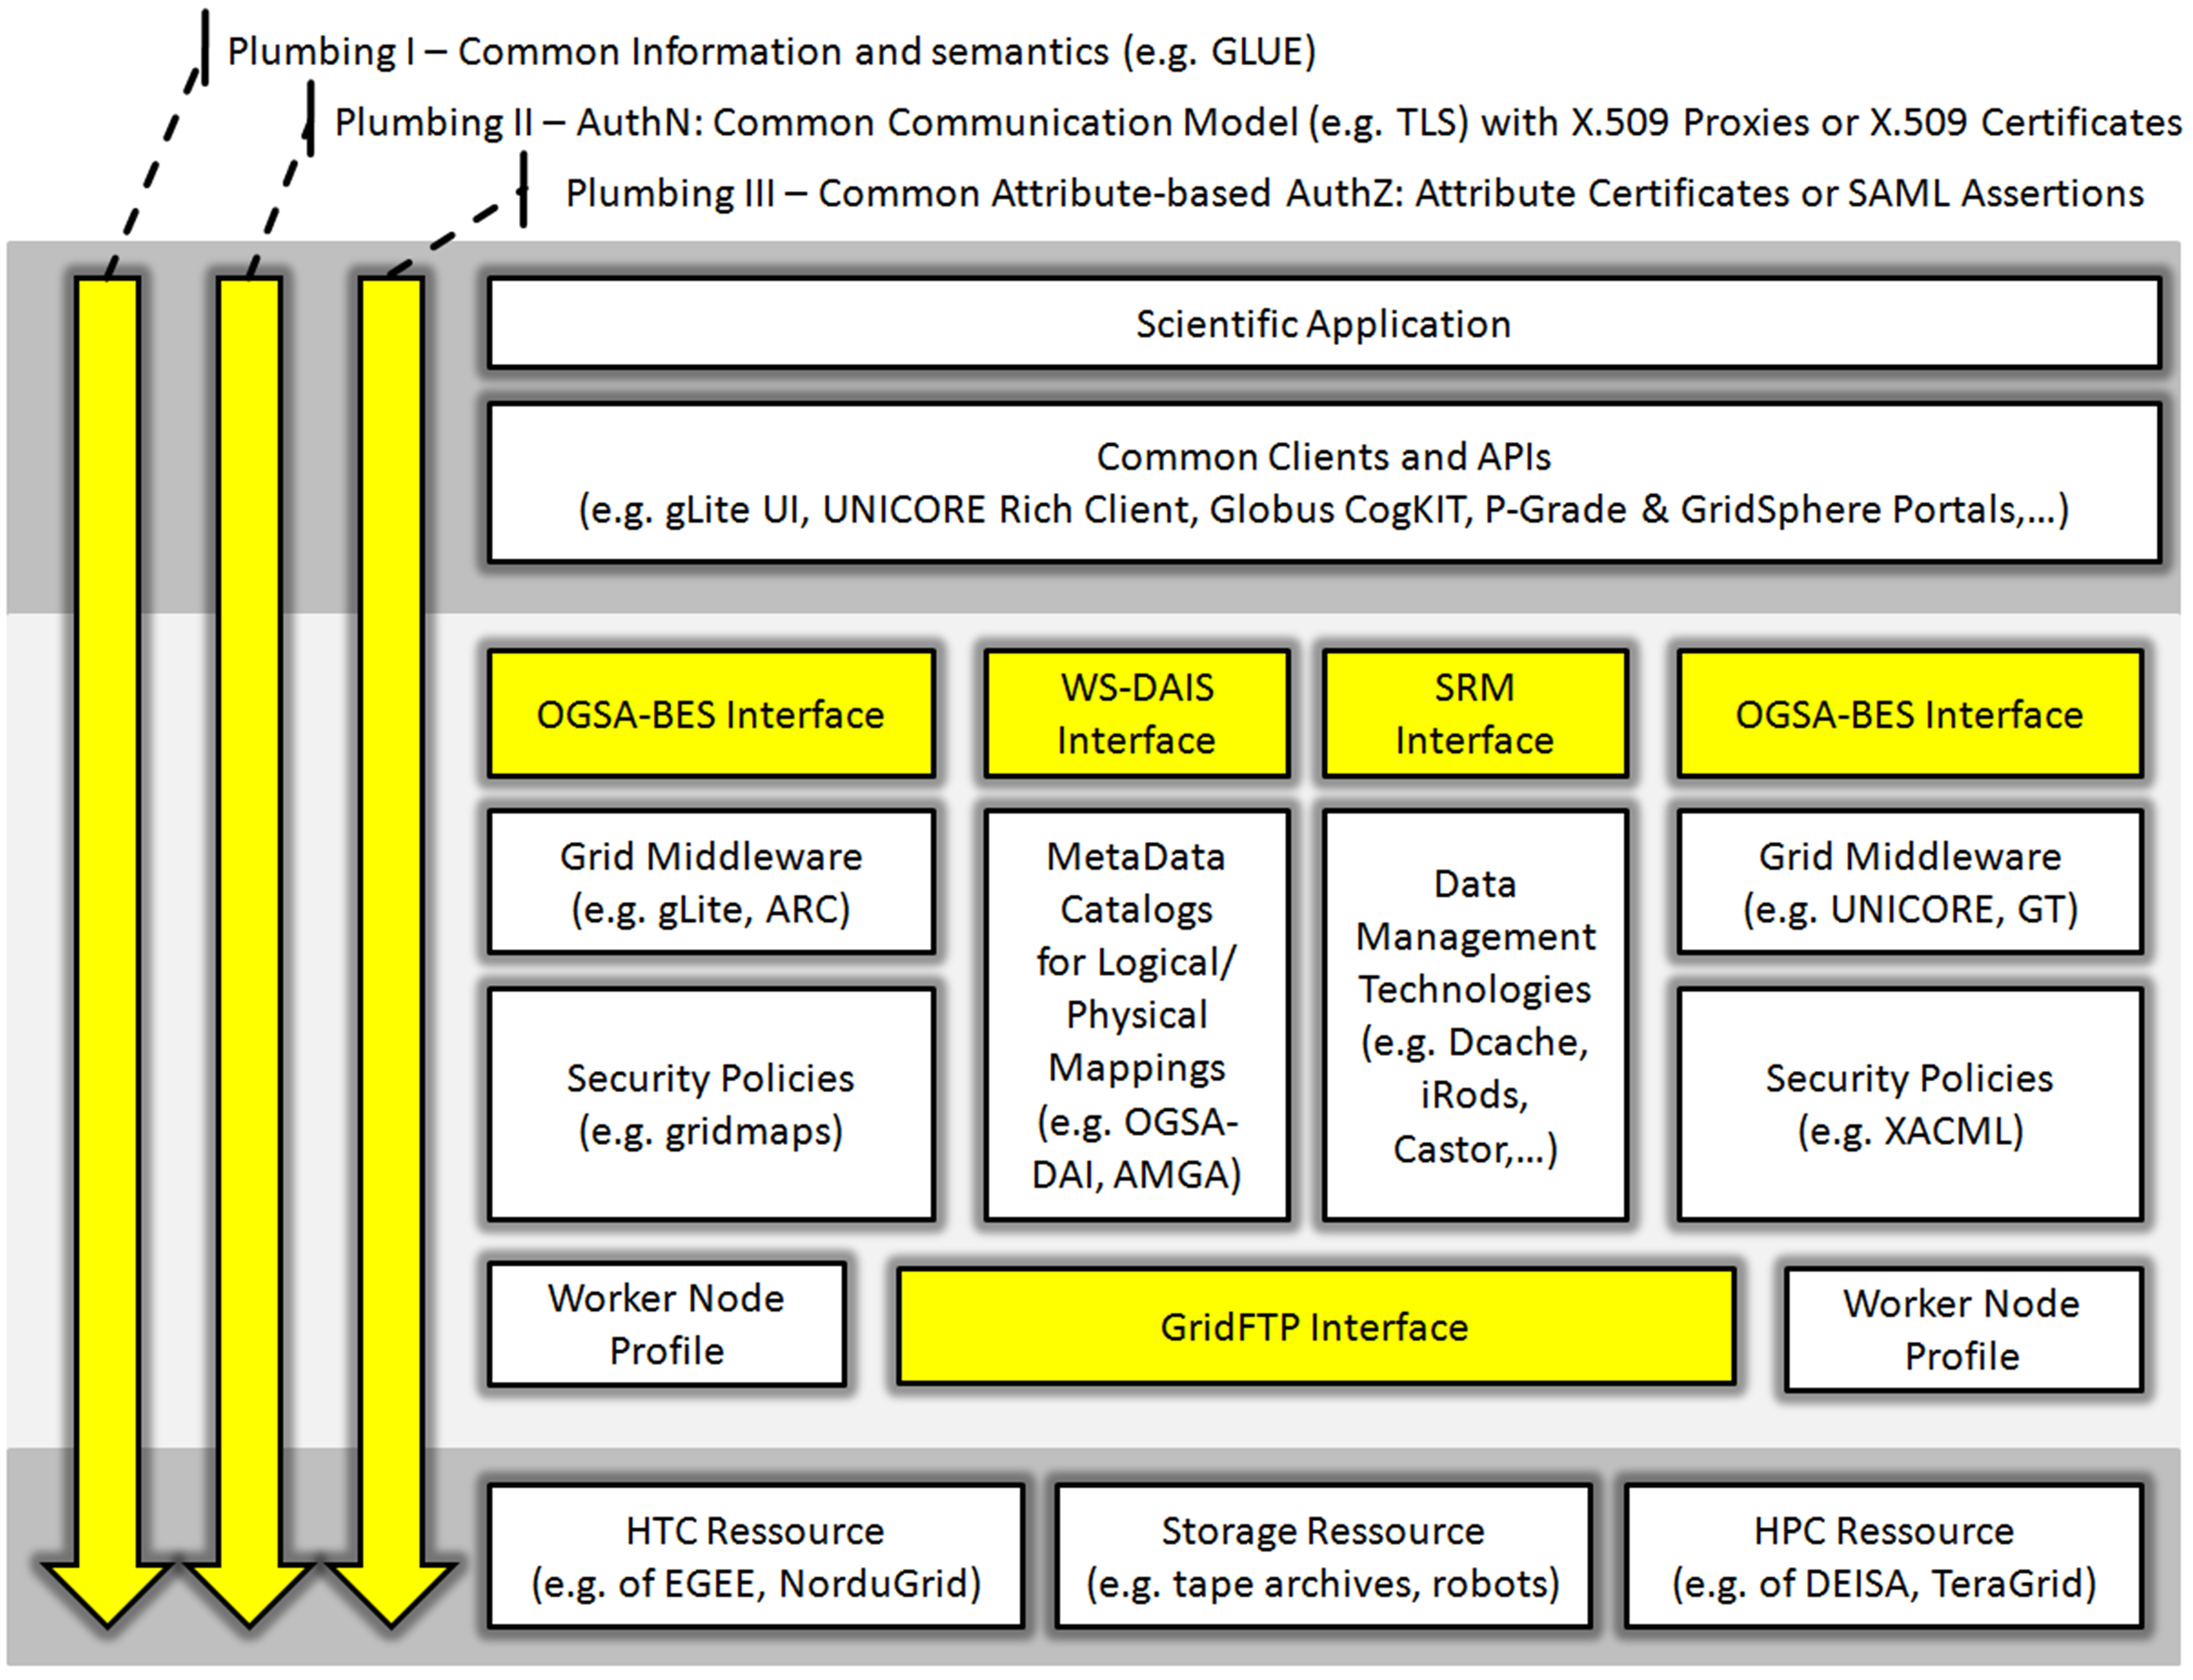 Plumbing I – Common Information and semantics (e.g. GLUE)
Plumbing II – AuthN: Common Communication Model (e.g. TLS) with X.509 Proxies or X.509 Certificates
Plumbing III – Common Attribute-based AuthZ: Attribute Certificates or SAML Assertions
Scientific Application
Common Clients and APIs
(e.g. gLite UI, UNICORE Rich Client, Globus CogKIT, P-Grade & GridSphere Portals,...)
OGSA-BES Interface
WS-DAIS
Interface
SRM
Interface
OGSA-BES Interface
Grid Middleware
(e.g. gLite, ARC)
Security Policies
(e.g. gridmaps)
MetaData
Catalogs
for Logical/
Physical
Mappings
(e.g. OGSA-
DAI, AMGA)
Data
Management
Technologies
(e.g. Dcache,
iRods,
Castor,...)
Grid Middleware
(e.g. UNICORE, GT)
Security Policies
(e.g. XACML)
Worker Node
Profile
GridFTP Interface
Worker Node
Profile
HTC Ressource
(e.g. of EGEE, NorduGrid)
Storage Ressource
(e.g. tape archives, robots)
HPC Ressource
(e.g. of DEISA, TeraGrid)